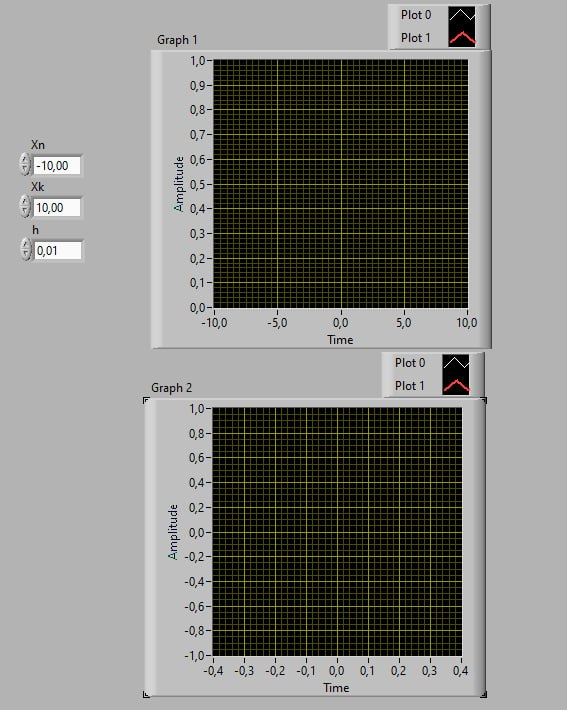 Plot 0
Plot 1
Graph 1
Xn
-10,00
Xk
10,00
h
0,01
Amplitude
1,0
0,9
0,8
0,7
0,6
0,5
0,4
0,3
0,2
0,1
0,0
-10,0 -5,0 0,0 5,0 10,0
Time
Plot 0
Plot 1
Graph 2
Amplitude
1,0
0,8
0,6
0,4
0,2
0,0
-0,2
-0,4
-0,6
-0,8
-1,0
-0,4 -0,3 -0,2 -0,1 0,0 0,1 0,2 0,3 0,4
Time